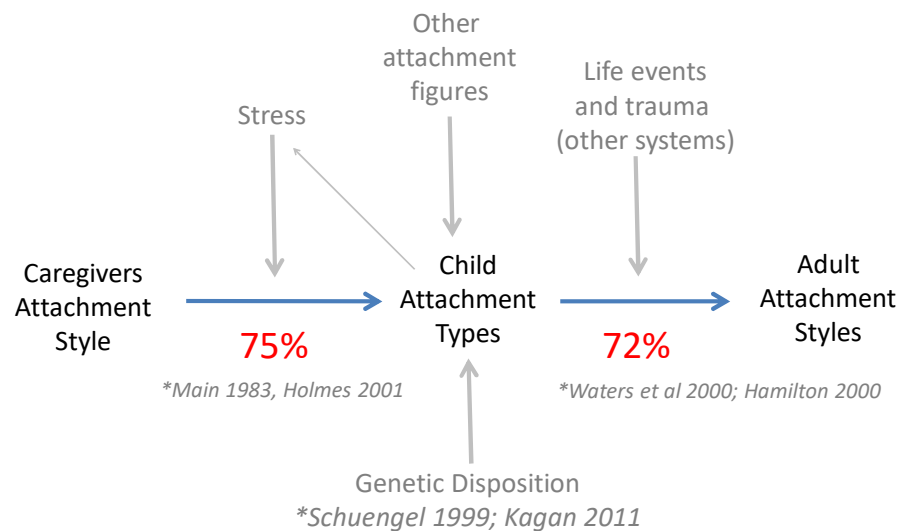 Other
attachment
figures
Life events
and trauma
(other systems)
Stress
Caregivers
Attachment
Style
Child
Attachment
Types
Adult
Attachment
Styles
75%
72%
*Main 1983, Holmes 2001
*Waters et al 2000; Hamilton 2000
Genetic Disposition
*Schuengel 1999; Kagan 2011